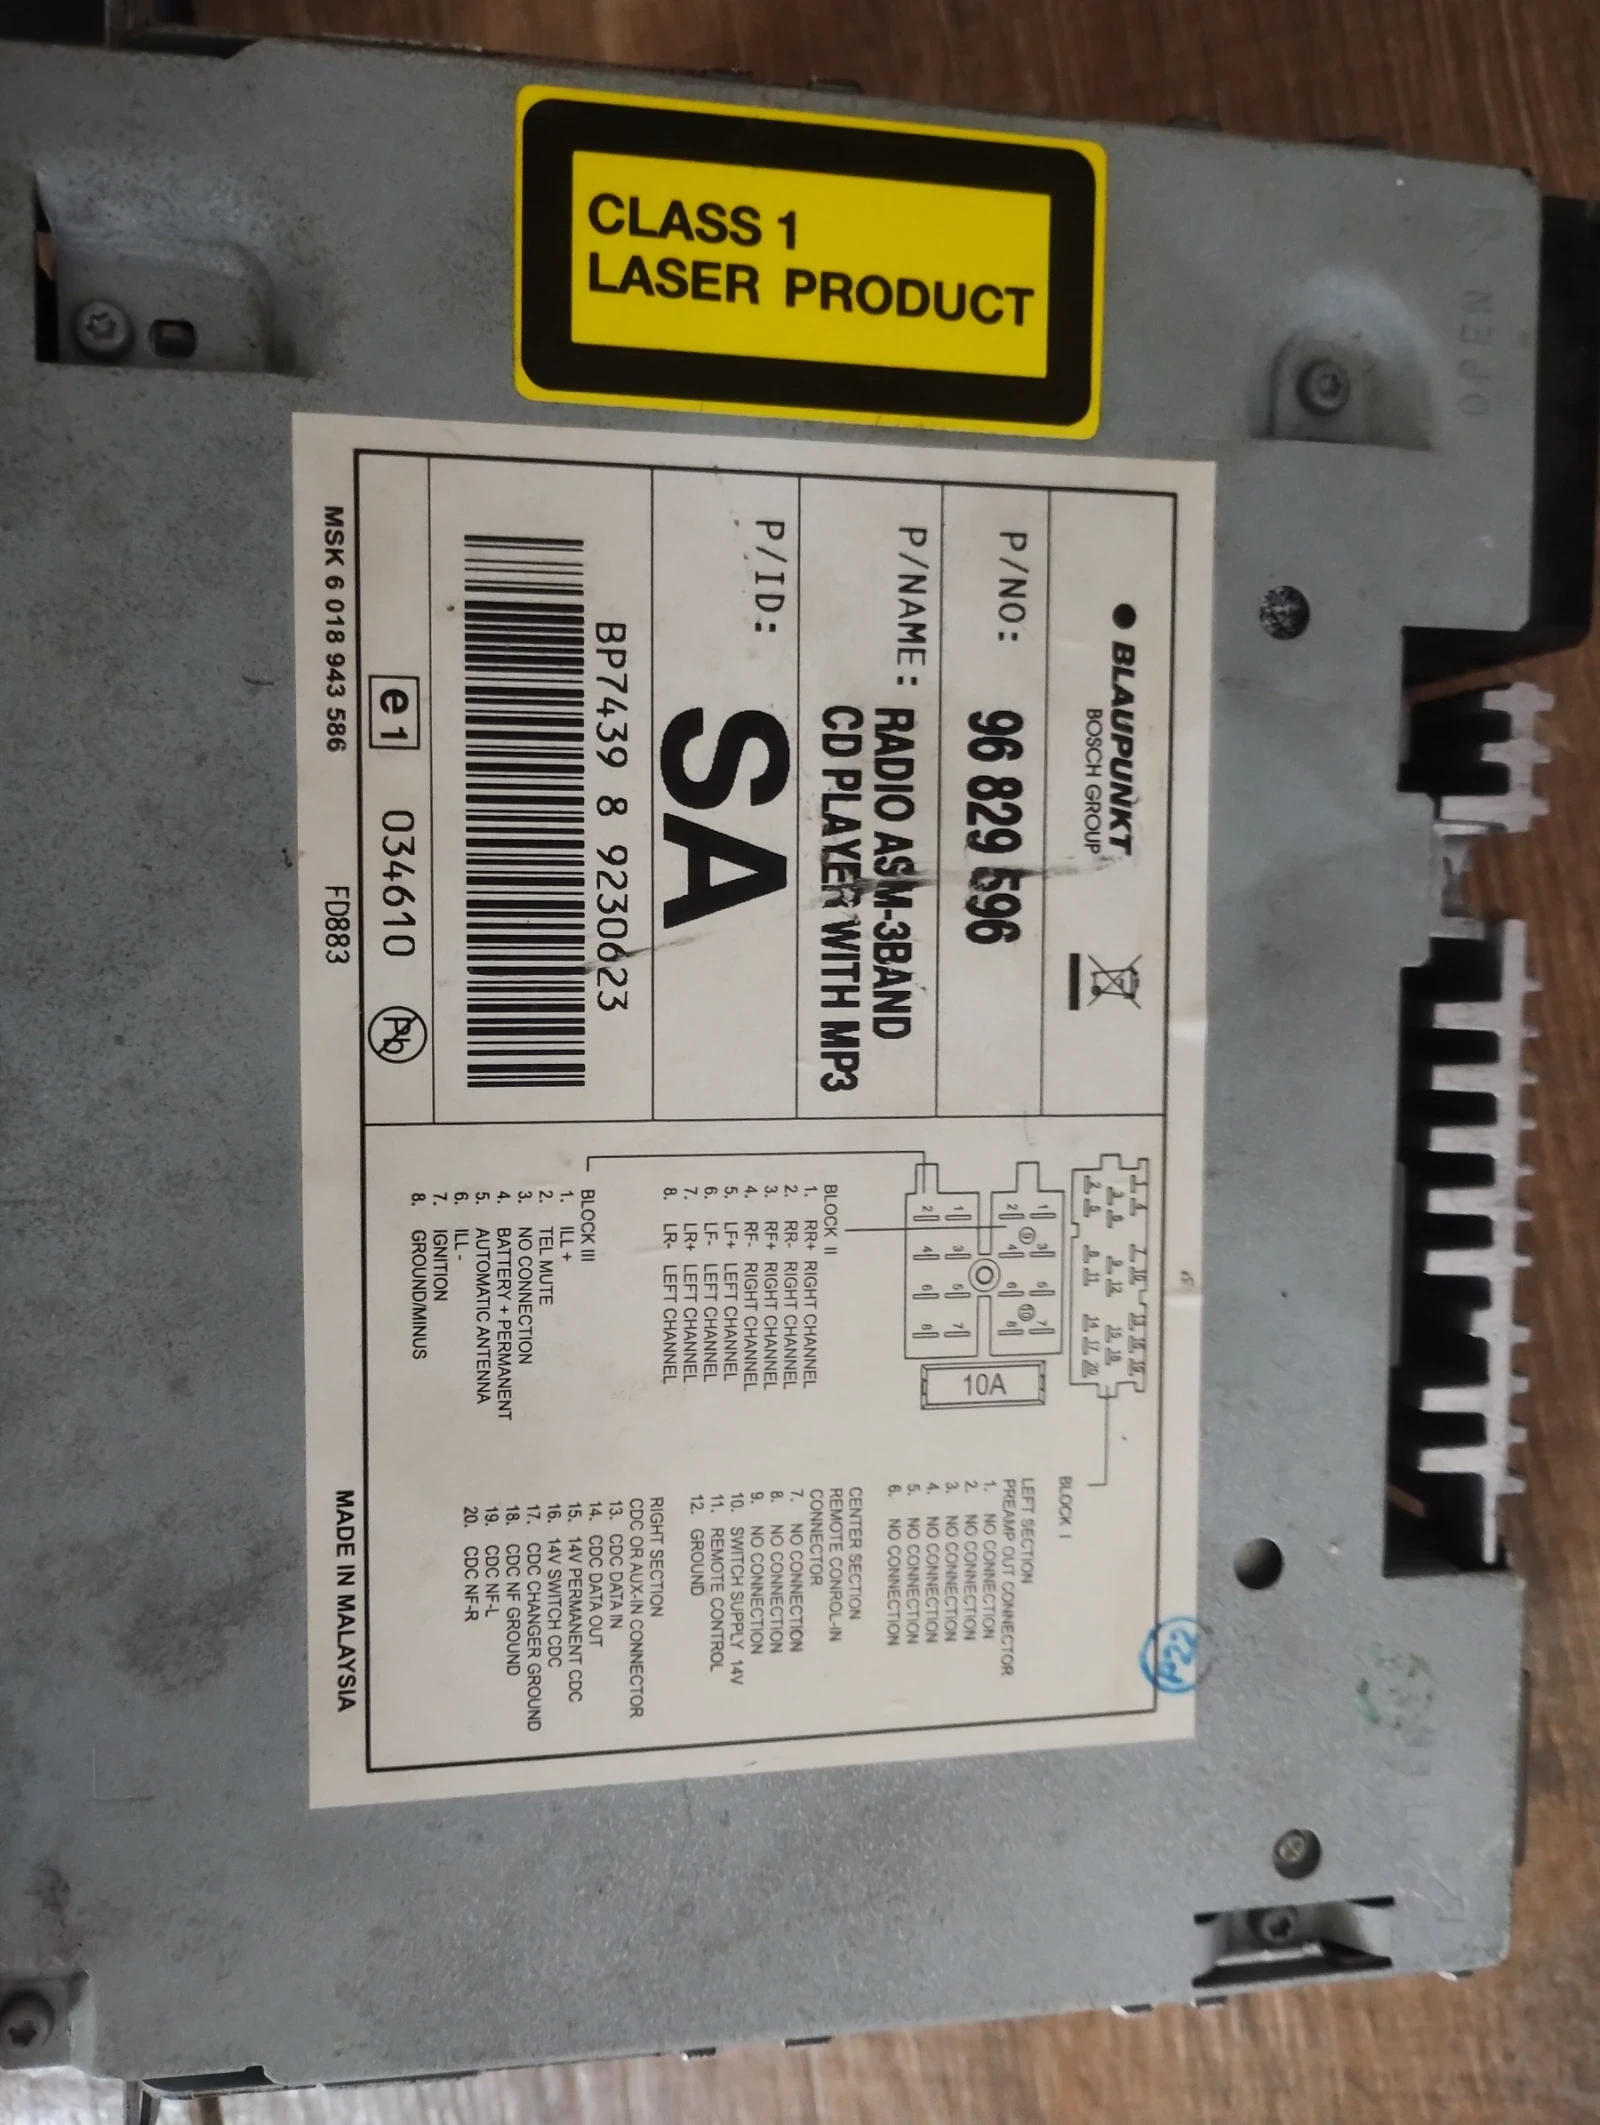 CLASS 1
LASER PRODUCT
BLAUPUNKT
BOSCH GROUP
P/NO: 96 829 596
P/NAME: RADIO ASM-3BAND
CD PLAYER WITH MP3
P/ID: SA
BP7439 8 9230623
e1 034610 Pb
MSK 6 018 943 586 FD883 MADE IN MALAYSIA
10A
BLOCK II
1. RR+ RIGHT CHANNEL
2. RR- RIGHT CHANNEL
3. RF+ RIGHT CHANNEL
4. RF- RIGHT CHANNEL
5. LF+ LEFT CHANNEL
6. LF- LEFT CHANNEL
7. LR+ LEFT CHANNEL
8. LR- LEFT CHANNEL
BLOCK III
1. ILL +
2. TEL MUTE
3. NO CONNECTION
4. BATTERY + PERMANENT
5. AUTOMATIC ANTENNA
6. ILL -
7. IGNITION
8. GROUND/MINUS
BLOCK I
LEFT SECTION
PREAMP OUT CONNECTOR
1. NO CONNECTION
2. NO CONNECTION
3. NO CONNECTION
4. NO CONNECTION
5. NO CONNECTION
6. NO CONNECTION
CENTER SECTION
REMOTE CONROL-IN
CONNECTOR
7. NO CONNECTION
8. NO CONNECTION
9. NO CONNECTION
10. SWITCH SUPPLY 14V
11. REMOTE CONTROL
12. GROUND
RIGHT SECTION
CDC OR AUX-IN CONNECTOR
13. CDC DATA IN
14. CDC DATA OUT
15. 14V PERMANENT CDC
16. 14V SWITCH CDC
17. CDC CHANGER GROUND
18. CDC NF GROUND
19. CDC NF-L
20. CDC NF-R
OPEN